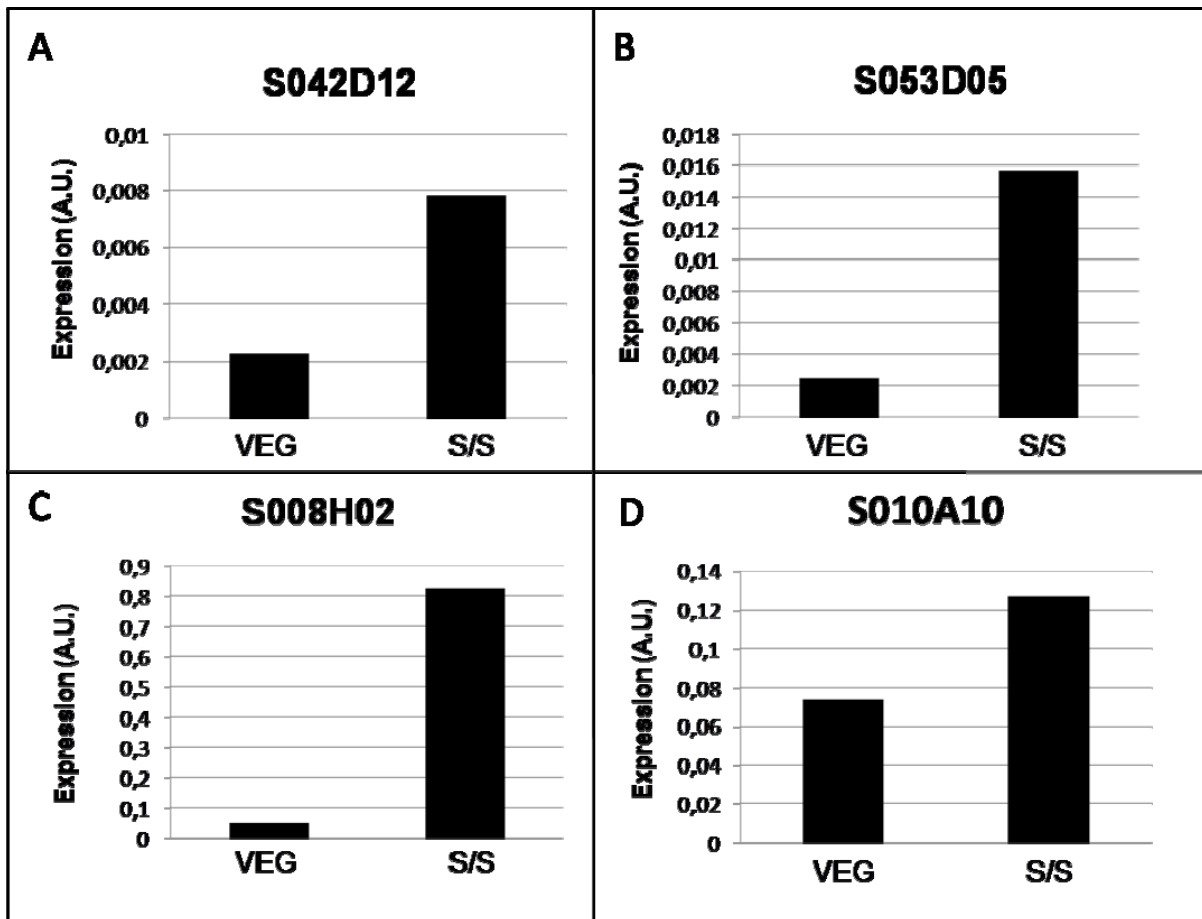 A
S042D12
Expression (A.U.)
0,01
0,008
0,006
0,004
0,002
0
VEG S/S
B
S053D05
Expression (A.U.)
0,018
0,016
0,014
0,012
0,01
0,008
0,006
0,004
0,002
0
VEG S/S
C
S008H02
Expression (A.U.)
0,9
0,8
0,7
0,6
0,5
0,4
0,3
0,2
0,1
0
VEG S/S
D
S010A10
Expression (A.U.)
0,14
0,12
0,1
0,08
0,06
0,04
0,02
0
VEG S/S